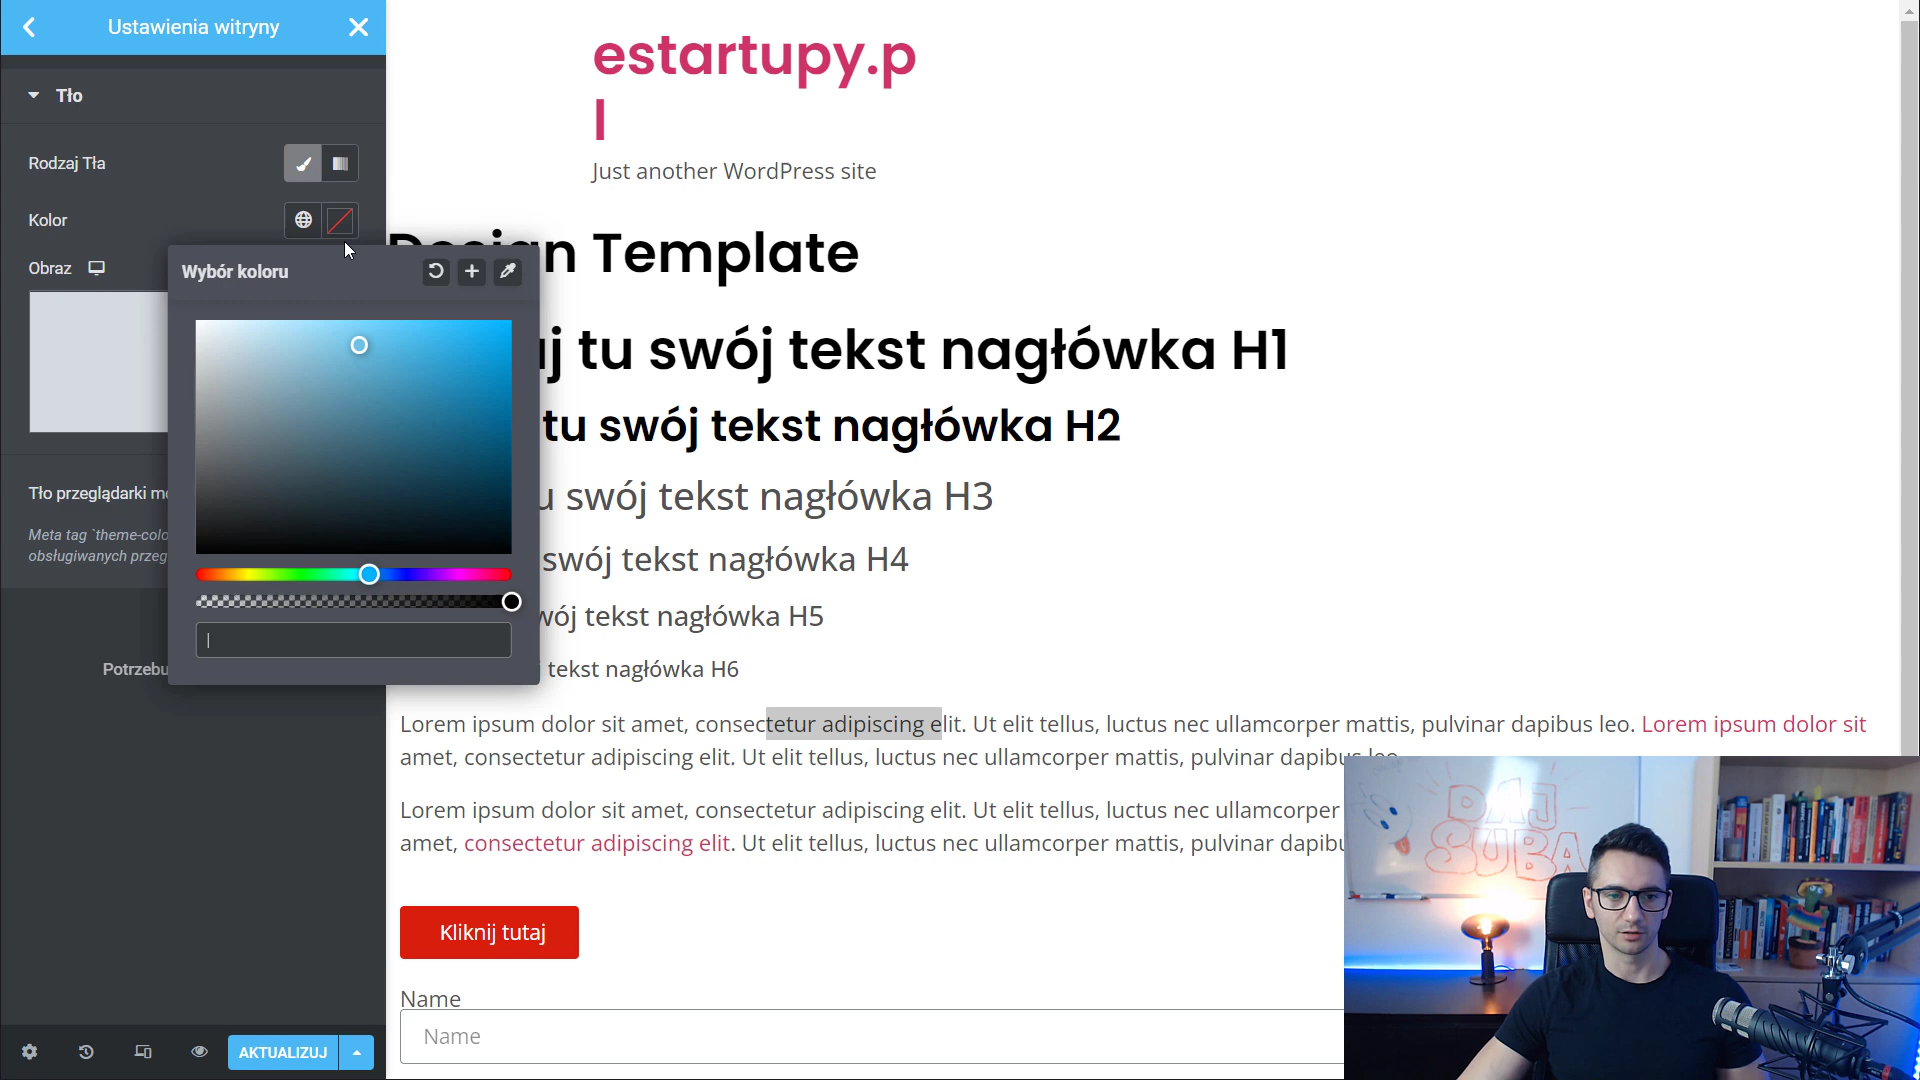 Ustawienia witryny
Tło
Rodzaj Tła
Kolor
Obraz
Wybór koloru
Tło przeglądarki
Meta tag `theme-colo
obsługiwanych przeg
Potrzebu
AKTUALIZUJ
estartupy.p
l
Just another WordPress site
Design Template
tu swój tekst nagłówka H1
tu swój tekst nagłówka H2
swój tekst nagłówka H3
swój tekst nagłówka H4
tekst nagłówka H5
tekst nagłówka H6
Lorem ipsum dolor sit amet, consectetur adipiscing elit. Ut elit tellus, luctus nec ullamcorper mattis, pulvinar dapibus leo. Lorem ipsum dolor sit
amet, consectetur adipiscing elit. Ut elit tellus, luctus nec ullamcorper mattis, pulvinar dapibus leo.
Lorem ipsum dolor sit amet, consectetur adipiscing elit. Ut elit tellus, luctus nec ullamcorper
amet, consectetur adipiscing elit. Ut elit tellus, luctus nec ullamcorper mattis, pulvinar dapibu
Kliknij tutaj
Name
Name
DAJ
SUBA